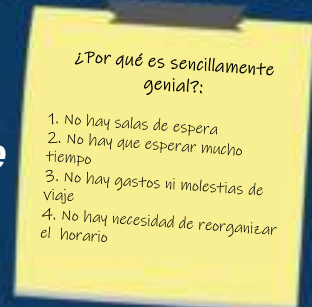 ¿Por qué es sencillamente
genial?:
1. No hay salas de espera
2. No hay que esperar mucho
tiempo
3. No hay gastos ni molestias de
viaje
4. No hay necesidad de reorganizar
el horario
e